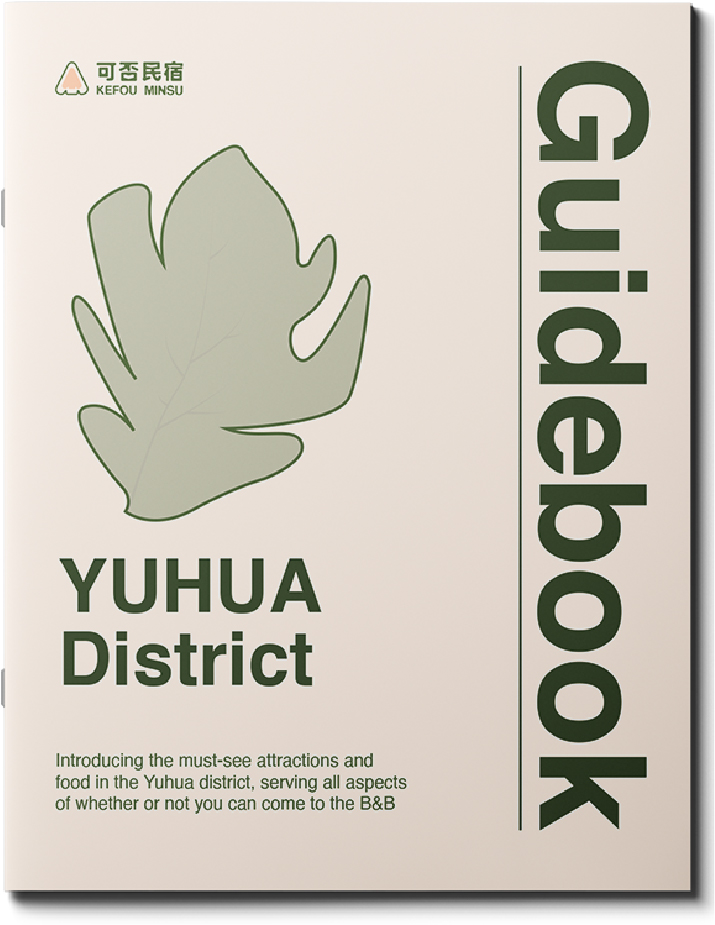 可否民宿
KEFOU MINSU
Guidebook
YUHUA
District
Introducing the must-see attractions and
food in the Yuhua district, serving all aspects
of whether or not you can come to the B&B